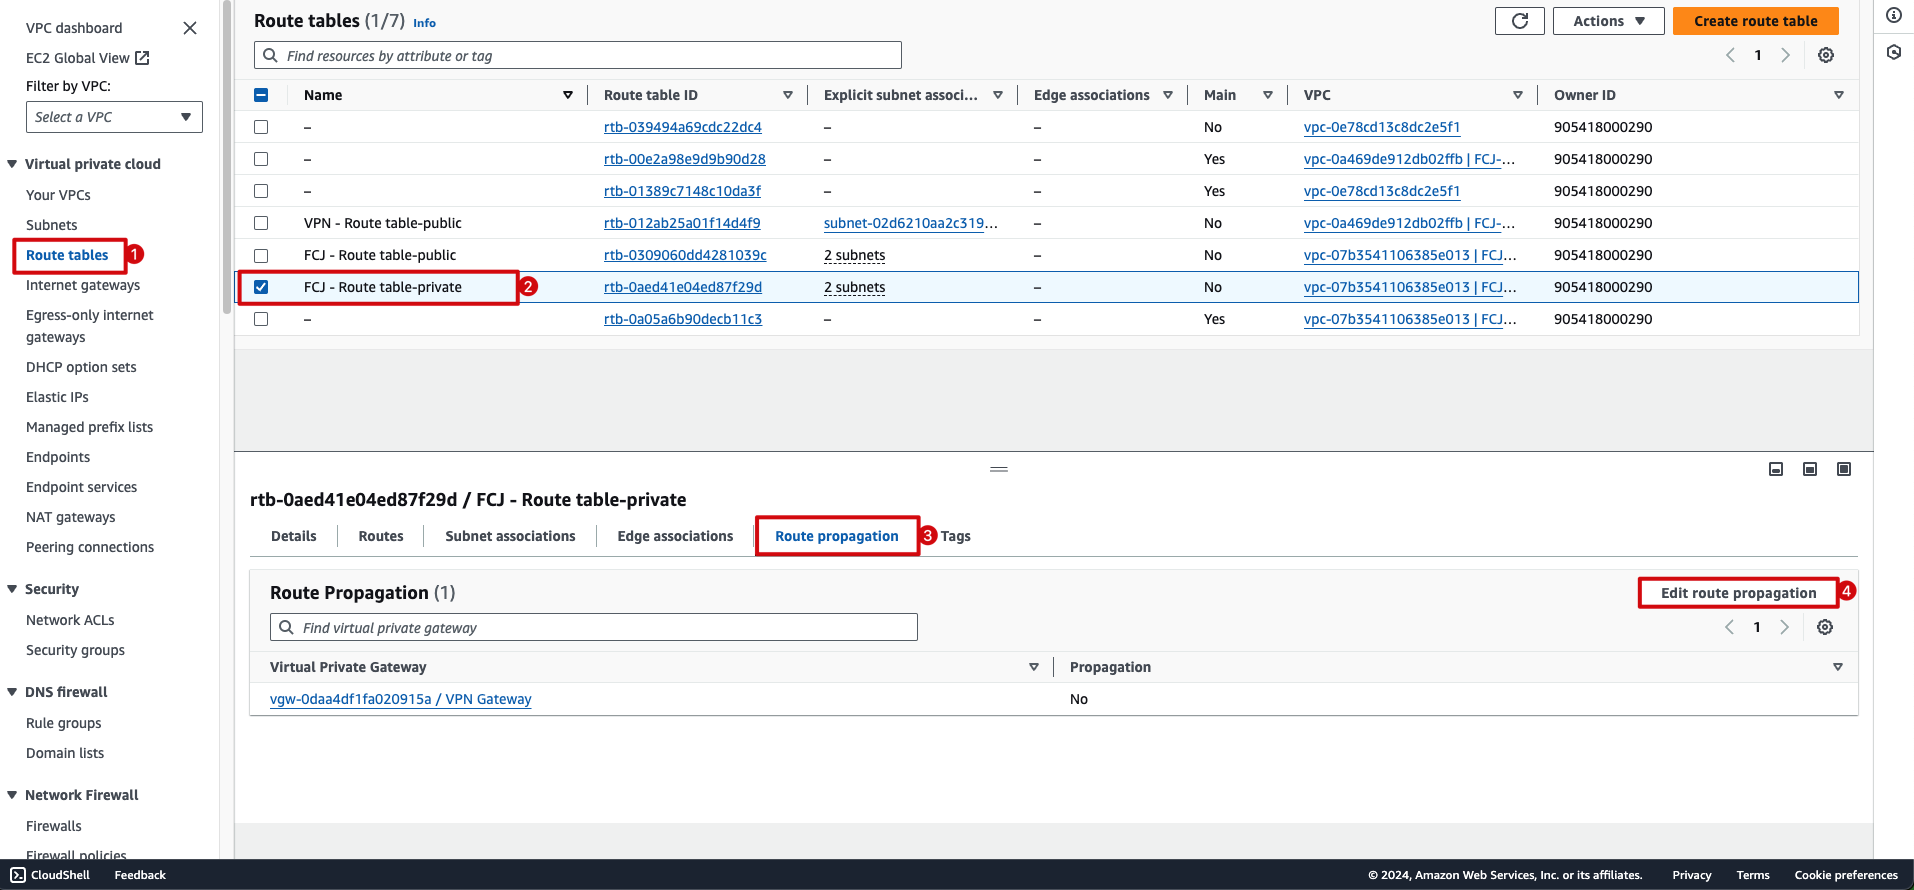 VPC dashboard
EC2 Global View
Filter by VPC:
Select a VPC
Virtual private cloud
Your VPCs
Subnets
Route tables
1
Internet gateways
Egress-only internet
gateways
DHCP option sets
Elastic IPs
Managed prefix lists
Endpoints
Endpoint services
NAT gateways
Peering connections
Security
Network ACLs
Security groups
DNS firewall
Rule groups
Domain lists
Network Firewall
Firewalls
Firewall policies
Route tables (1/7) Info
Actions
Create route table
Find resources by attribute or tag
1
Name Route table ID Explicit subnet associ... Edge associations Main VPC Owner ID
– rtb-039494a69cdc22dc4 – – No vpc-0e78cd13c8dc2e5f1 905418000290
– rtb-00e2a98e9d9b90d28 – – Yes vpc-0a469de912db02ffb | FCJ-... 905418000290
– rtb-01389c7148c10da3f – – Yes vpc-0e78cd13c8dc2e5f1 905418000290
VPN - Route table-public rtb-012ab25a01f14d4f9 subnet-02d6210aa2c319... – No vpc-0a469de912db02ffb | FCJ-... 905418000290
FCJ - Route table-public rtb-0309060dd4281039c 2 subnets – No vpc-07b3541106385e013 | FCJ... 905418000290
FCJ - Route table-private 2 rtb-0aed41e04ed87f29d 2 subnets – No vpc-07b3541106385e013 | FCJ... 905418000290
– rtb-0a05a6b90decb11c3 – – Yes vpc-07b3541106385e013 | FCJ... 905418000290
rtb-0aed41e04ed87f29d / FCJ - Route table-private
Details Routes Subnet associations Edge associations Route propagation 3 Tags
Route Propagation (1)
Edit route propagation 4
Find virtual private gateway
1
Virtual Private Gateway Propagation
vgw-0daa4df1fa020915a / VPN Gateway No
CloudShell Feedback © 2024, Amazon Web Services, Inc. or its affiliates. Privacy Terms Cookie preferences